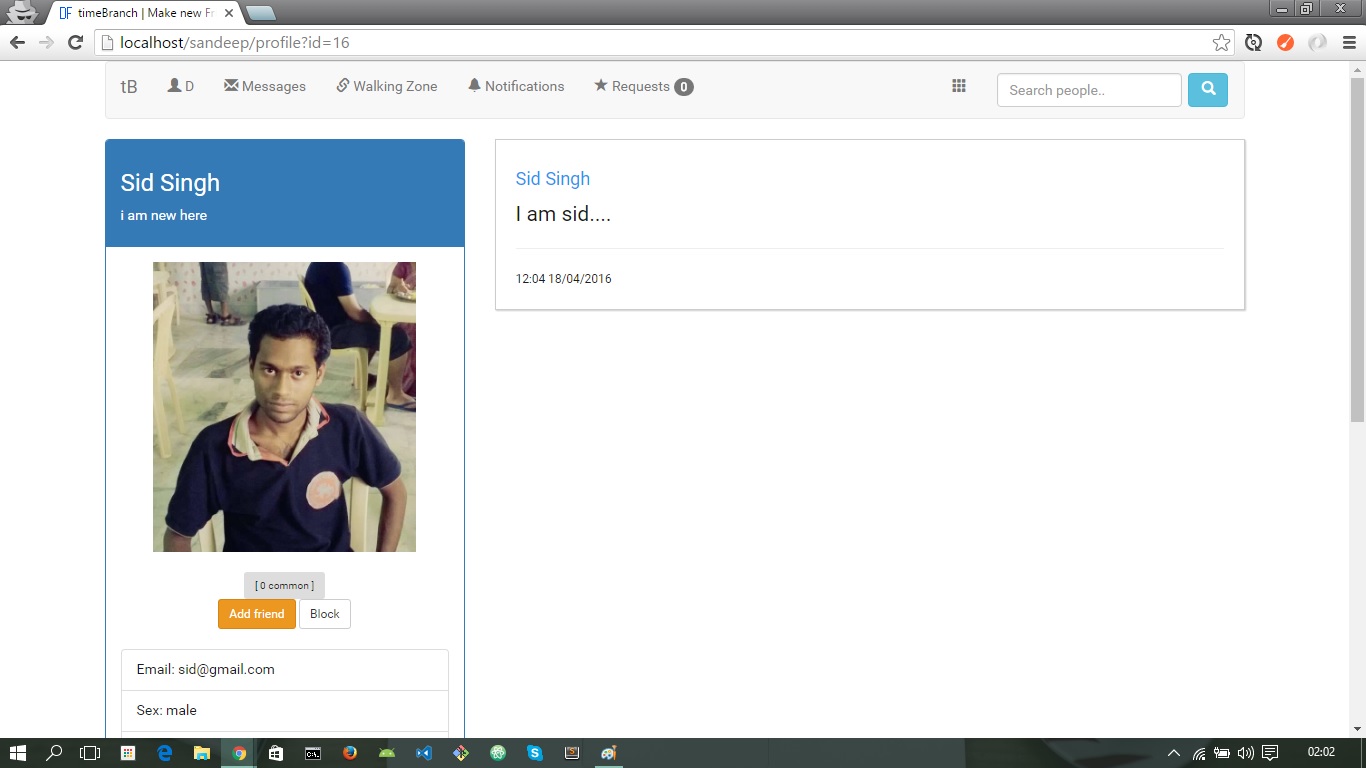 timeBranch | Make new Fr
localhost/sandeep/profile?id=16
tB D Messages Walking Zone Notifications Requests 0 Search people..
Sid Singh
i am new here
[ 0 common ]
Add friend Block
Email: sid@gmail.com
Sex: male
Sid Singh
I am sid....
12:04 18/04/2016
02:02